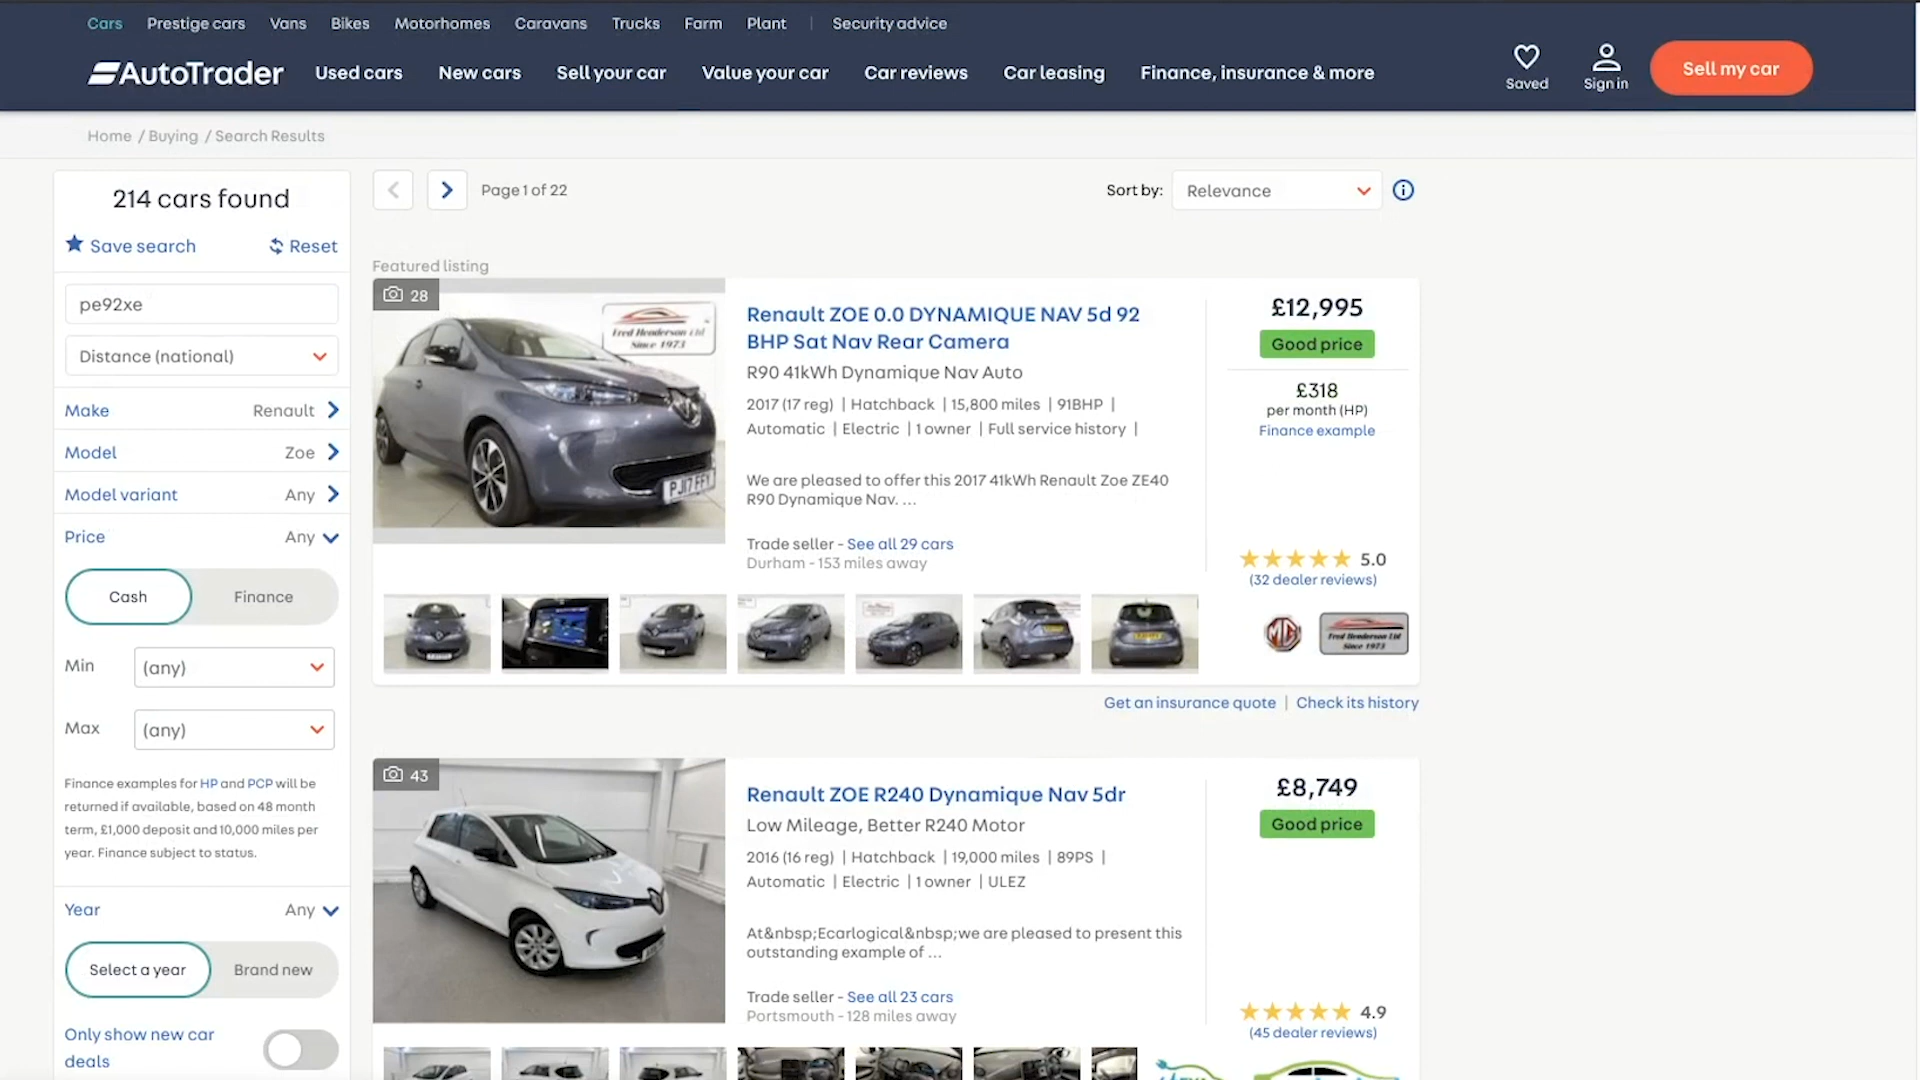 Cars Prestige cars Vans Bikes Motorhomes Caravans Trucks Farm Plant | Security advice
AutoTrader Used cars New cars Sell your car Value your car Car reviews Car leasing Finance, insurance & more
Saved Sign in Sell my car
Home / Buying / Search Results
214 cars found
Save search Reset
pe92xe
Distance (national)
Make Renault
Model Zoe
Model variant Any
Price Any
Cash Finance
Min (any)
Max (any)
Finance examples for HP and PCP will be
returned if available, based on 48 month
term, £1,000 deposit and 10,000 miles per
year. Finance subject to status.
Year Any
Select a year Brand new
Only show new car
deals
Page 1 of 22
Sort by: Relevance
Featured listing
28
Fred Henderson Ltd
Since 1973
PJ17 FFY
Renault ZOE 0.0 DYNAMIQUE NAV 5d 92
BHP Sat Nav Rear Camera
R90 41kWh Dynamique Nav Auto
2017 (17 reg) | Hatchback | 15,800 miles | 91BHP |
Automatic | Electric | 1 owner | Full service history |
We are pleased to offer this 2017 41kWh Renault Zoe ZE40
R90 Dynamique Nav. ...
Trade seller - See all 29 cars
Durham - 153 miles away
£12,995
Good price
£318
per month (HP)
Finance example
5.0
(32 dealer reviews)
MG
Fred Henderson Ltd
Since 1973
Get an insurance quote | Check its history
43
Renault ZOE R240 Dynamique Nav 5dr
Low Mileage, Better R240 Motor
2016 (16 reg) | Hatchback | 19,000 miles | 89PS |
Automatic | Electric | 1 owner | ULEZ
At&nbsp;Ecarlogical&nbsp;we are pleased to present this
outstanding example of ...
Trade seller - See all 23 cars
Portsmouth - 128 miles away
£8,749
Good price
4.9
(45 dealer reviews)